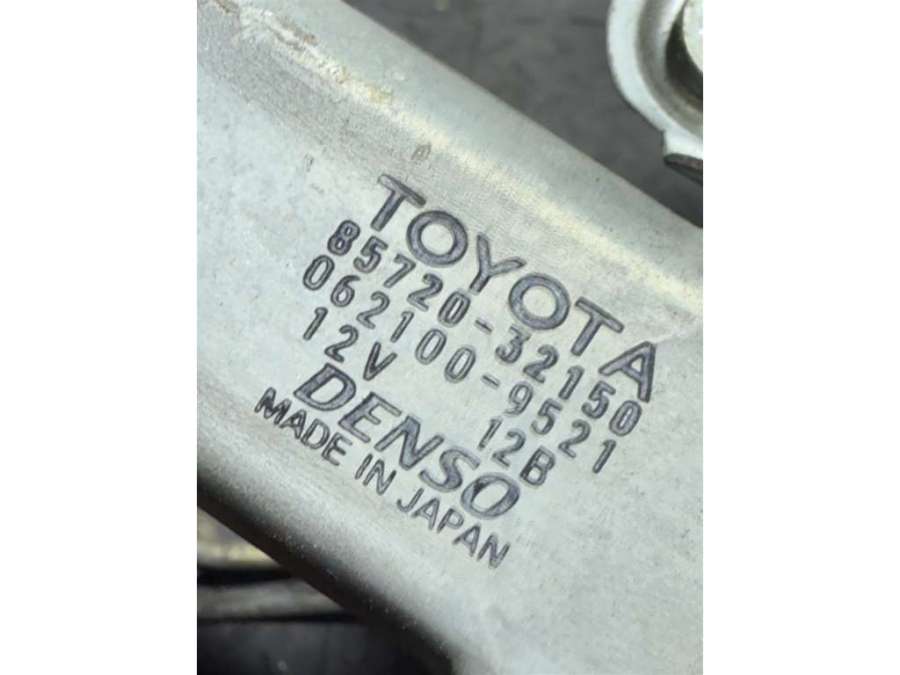 TOYOTA
85720-32150
062100-9521
12V 12B
DENSO
MADE IN JAPAN